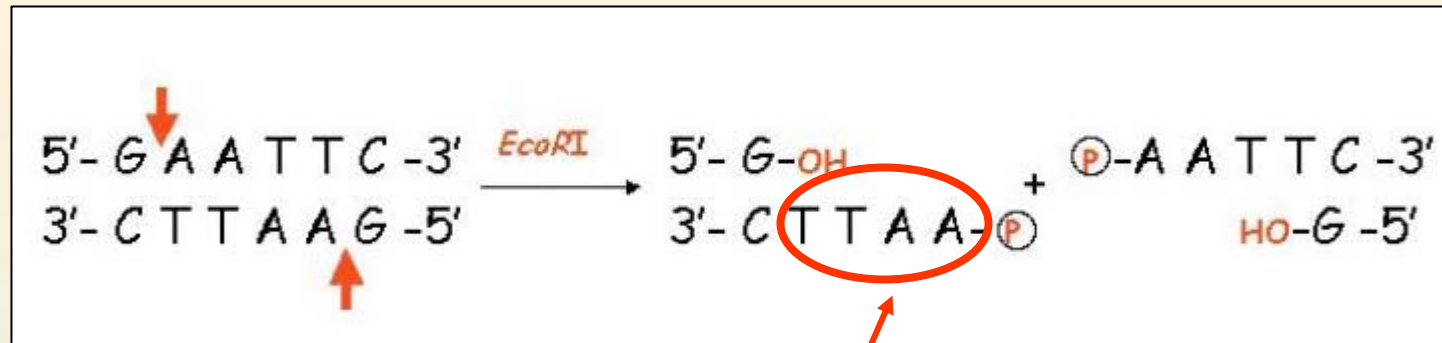 5'- G A A T T C -3' EcoRI 5'- G-OH + P-A A T T C -3'
3'- C T T A A G -5' 3'- C T T A A-P HO-G -5'